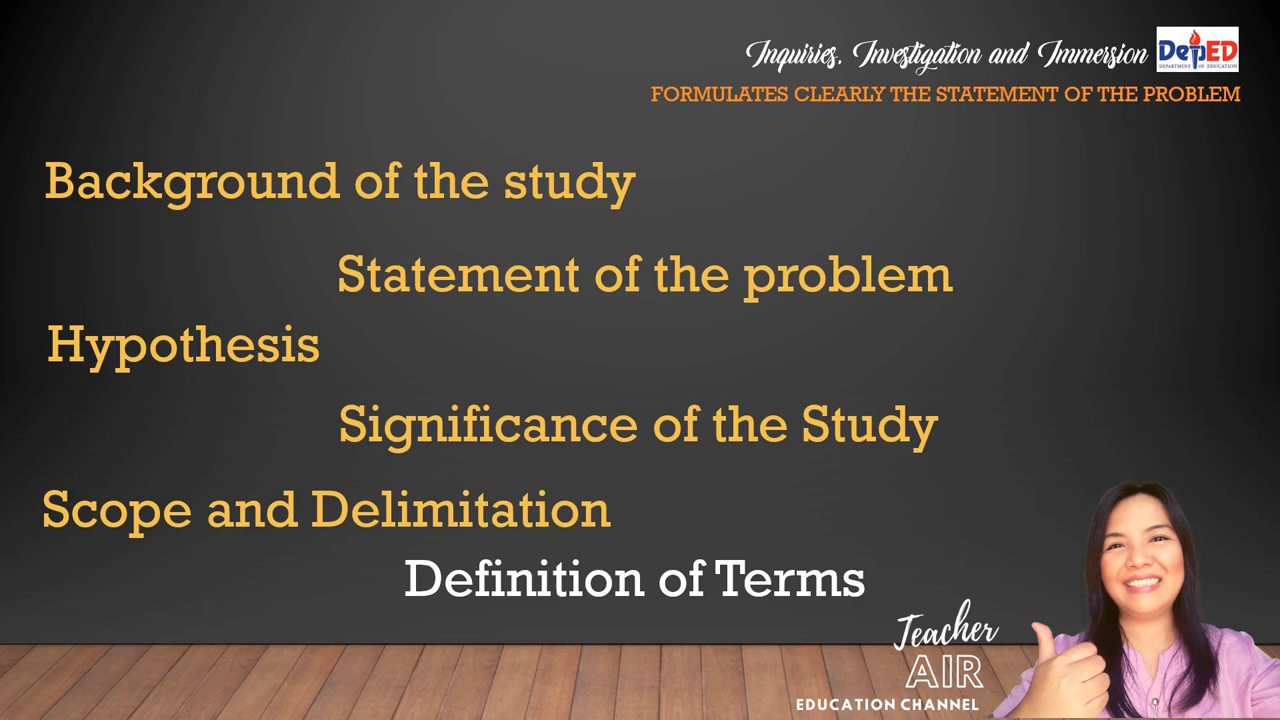 Inquiries, Investigation and Immersion
DepED
DEPARTMENT OF EDUCATION
FORMULATES CLEARLY THE STATEMENT OF THE PROBLEM
Background of the study
Statement of the problem
Hypothesis
Significance of the Study
Scope and Delimitation
Definition of Terms
Teacher
AIR
EDUCATION CHANNEL